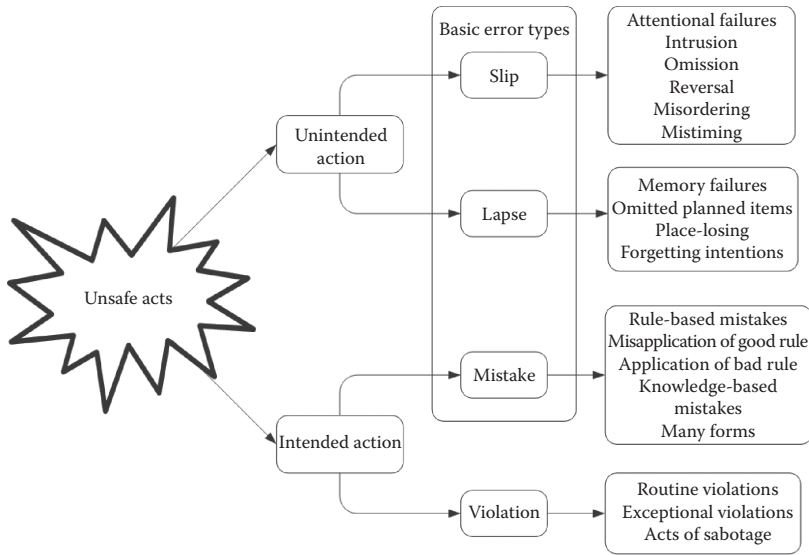 Basic error types
Unsafe acts
Unintended
action
Intended action
Slip
Lapse
Mistake
Violation
Attentional failures
Intrusion
Omission
Reversal
Misordering
Mistiming
Memory failures
Omitted planned items
Place-losing
Forgetting intentions
Rule-based mistakes
Misapplication of good rule
Application of bad rule
Knowledge-based
mistakes
Many forms
Routine violations
Exceptional violations
Acts of sabotage